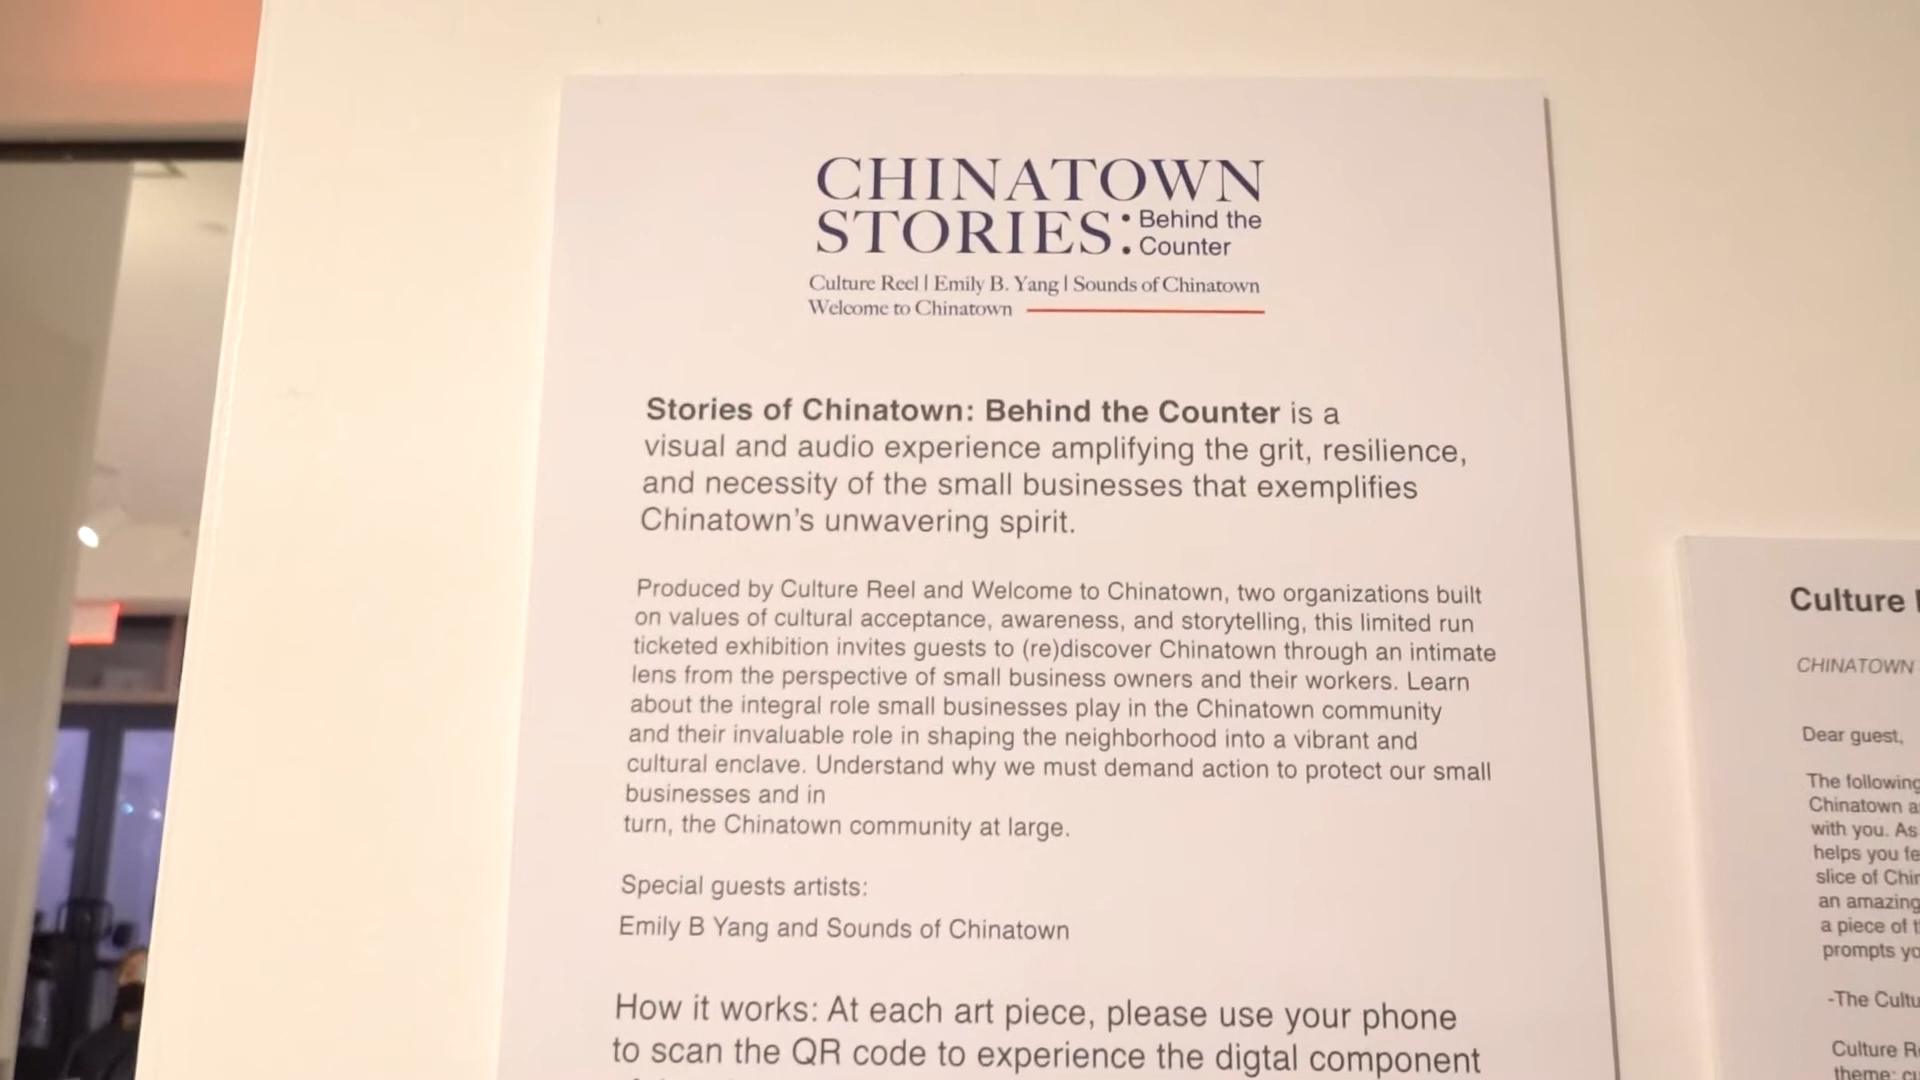 CHINATOWN
STORIES: Behind the
Counter
Culture Reel | Emily B. Yang | Sounds of Chinatown
Welcome to Chinatown
Stories of Chinatown: Behind the Counter is a
visual and audio experience amplifying the grit, resilience,
and necessity of the small businesses that exemplifies
Chinatown's unwavering spirit.
Produced by Culture Reel and Welcome to Chinatown, two organizations built
on values of cultural acceptance, awareness, and storytelling, this limited run
ticketed exhibition invites guests to (re)discover Chinatown through an intimate
lens from the perspective of small business owners and their workers. Learn
about the integral role small businesses play in the Chinatown community
and their invaluable role in shaping the neighborhood into a vibrant and
cultural enclave. Understand why we must demand action to protect our small
businesses and in
turn, the Chinatown community at large.
Special guests artists:
Emily B Yang and Sounds of Chinatown
How it works: At each art piece, please use your phone
to scan the QR code to experience the digtal component
Culture
CHINATOWN
Dear guest,
The following
Chinatown
with you. As
helps you
slice of
an amazing
a piece of
prompts
-The
Culture
theme: